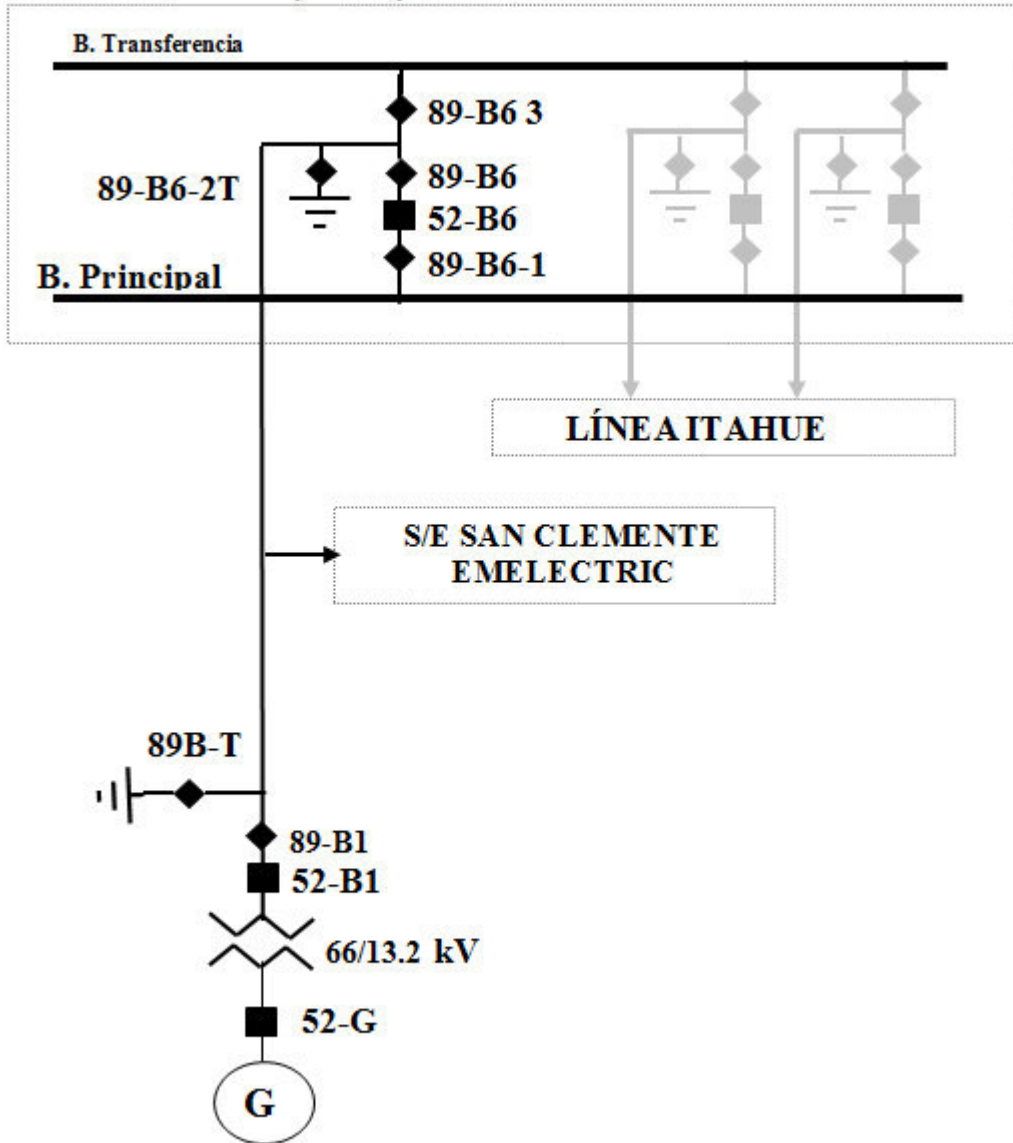 B. Transferencia
89-B6 3
89-B6-2T
89-B6
52-B6
89-B6-1
B. Principal
LÍNEA ITAHUE
S/E SAN CLEMENTE
EMELECTRIC
89B-T
89-B1
52-B1
66/13.2 kV
52-G
G